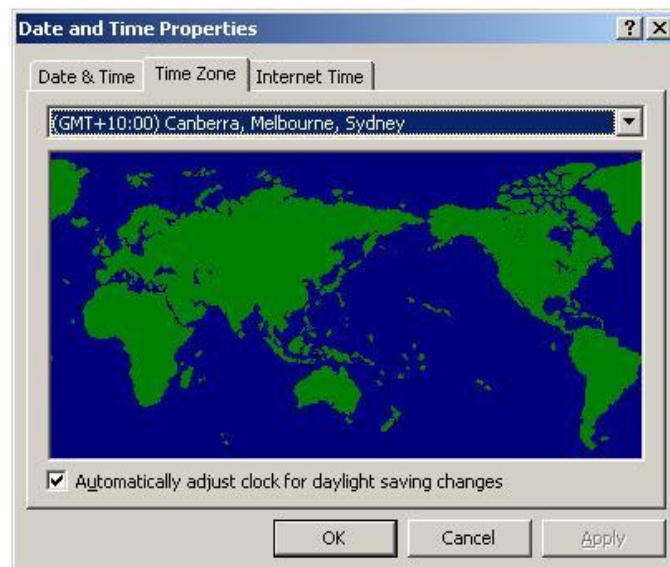 Date and Time Properties
Date & Time Time Zone Internet Time
(GMT+10:00) Canberra, Melbourne, Sydney
Automatically adjust clock for daylight saving changes
OK Cancel Apply